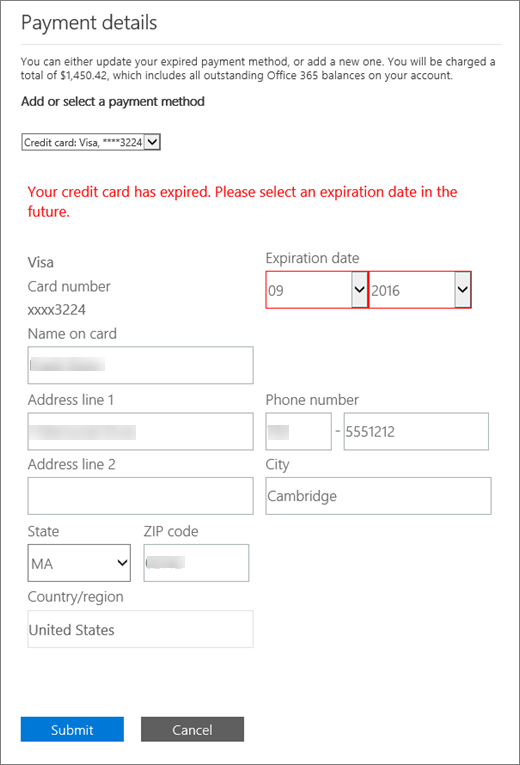 Payment details
You can either update your expired payment method, or add a new one. You will be charged a
total of $1,450.42, which includes all outstanding Office 365 balances on your account.
Add or select a payment method
Credit card: Visa, ****3224
Your credit card has expired. Please select an expiration date in the
future.
Visa
Expiration date
Card number
09 2016
xxxx3224
Name on card
Address line 1 Phone number
- 5551212
Address line 2 City
Cambridge
State ZIP code
MA
Country/region
United States
Submit Cancel